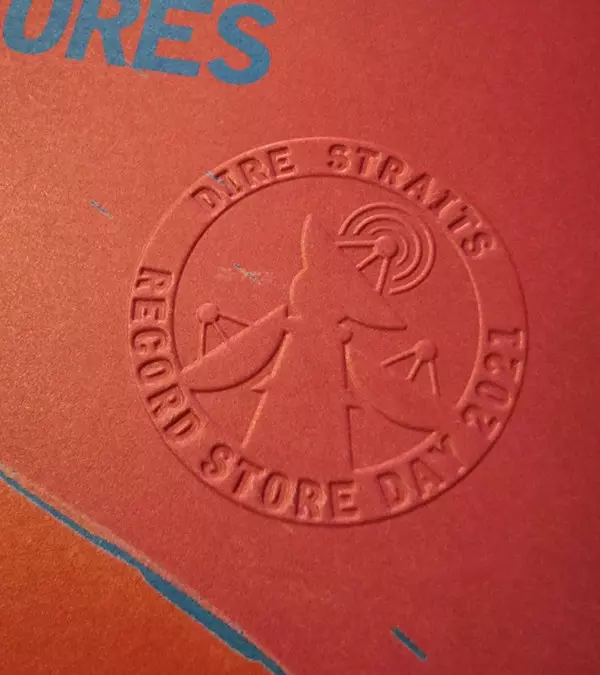 URES
DIRE STRAITS
RECORD STORE DAY 2021